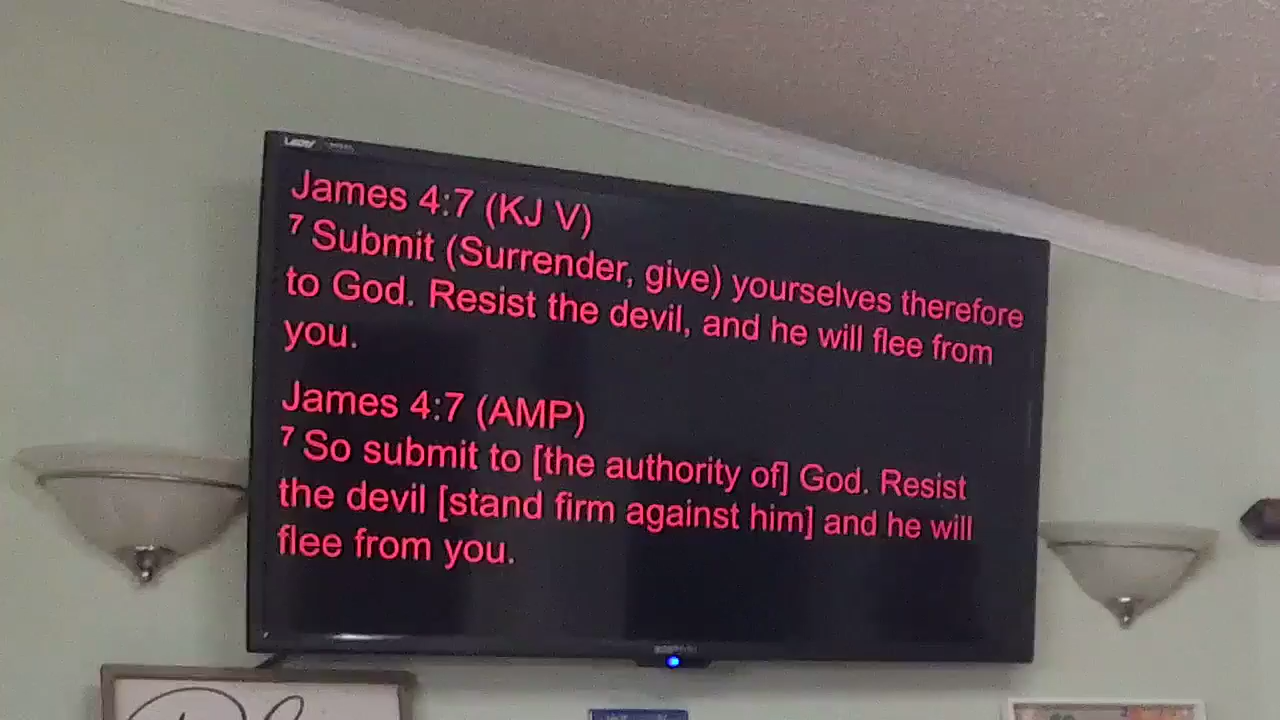 James 4:7 (KJ V)
7 Submit (Surrender, give) yourselves therefore
to God. Resist the devil, and he will flee from
you.
James 4:7 (AMP)
7 So submit to [the authority of] God. Resist
the devil [stand firm against him] and he will
flee from you.